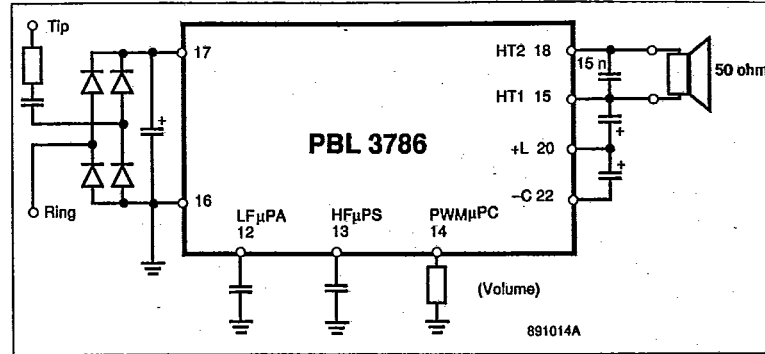 Tip
17
HT2 18
15 n
50 ohm
HT1 15
PBL 3786
+
+L 20
+
+
-C 22
16
Ring
LFµPA
12
HFµPS
13
PWMµPC
14
(Volume)
891014A